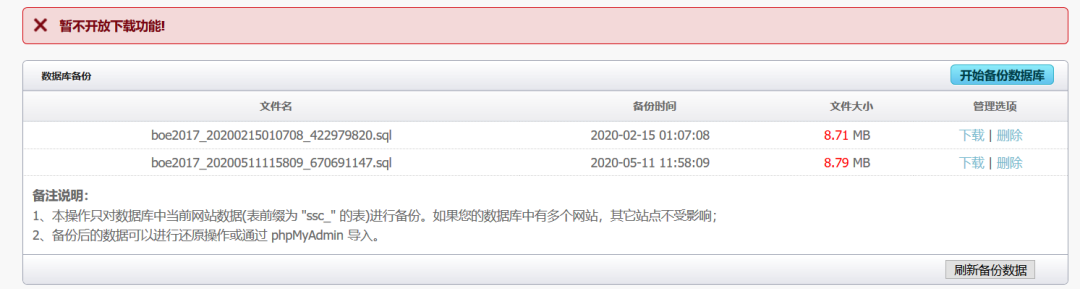 暂不开放下载功能!
数据库备份 开始备份数据库
文件名 备份时间 文件大小 管理选项
boe2017_20200215010708_422979820.sql 2020-02-15 01:07:08 8.71 MB 下载 | 删除
boe2017_20200511115809_670691147.sql 2020-05-11 11:58:09 8.79 MB 下载 | 删除
备注说明：
1、本操作只对数据库中当前网站数据(表前缀为 "ssc_" 的表)进行备份。如果您的数据库中有多个网站，其它站点不受影响；
2、备份后的数据可以进行还原操作或通过 phpMyAdmin 导入。
刷新备份数据